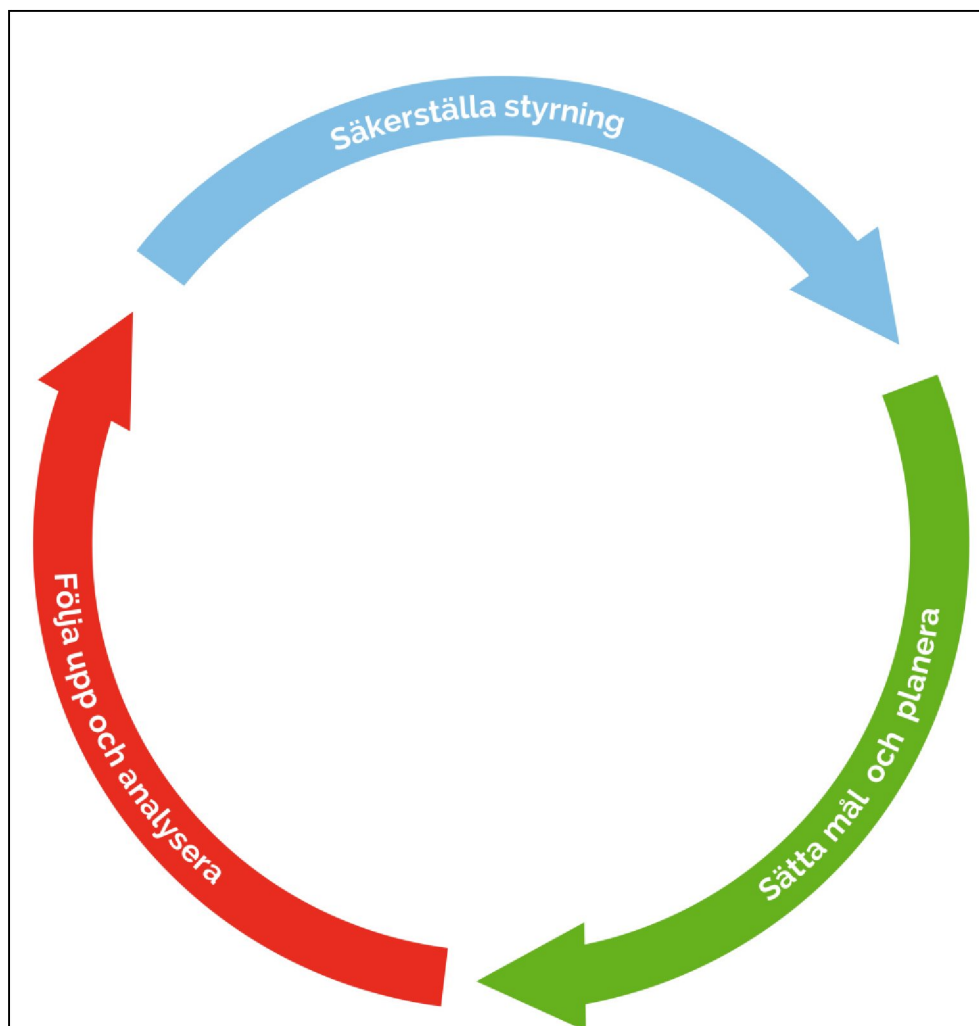 Säkerställa styrning
Sätta mål och planera
Följa upp och analysera